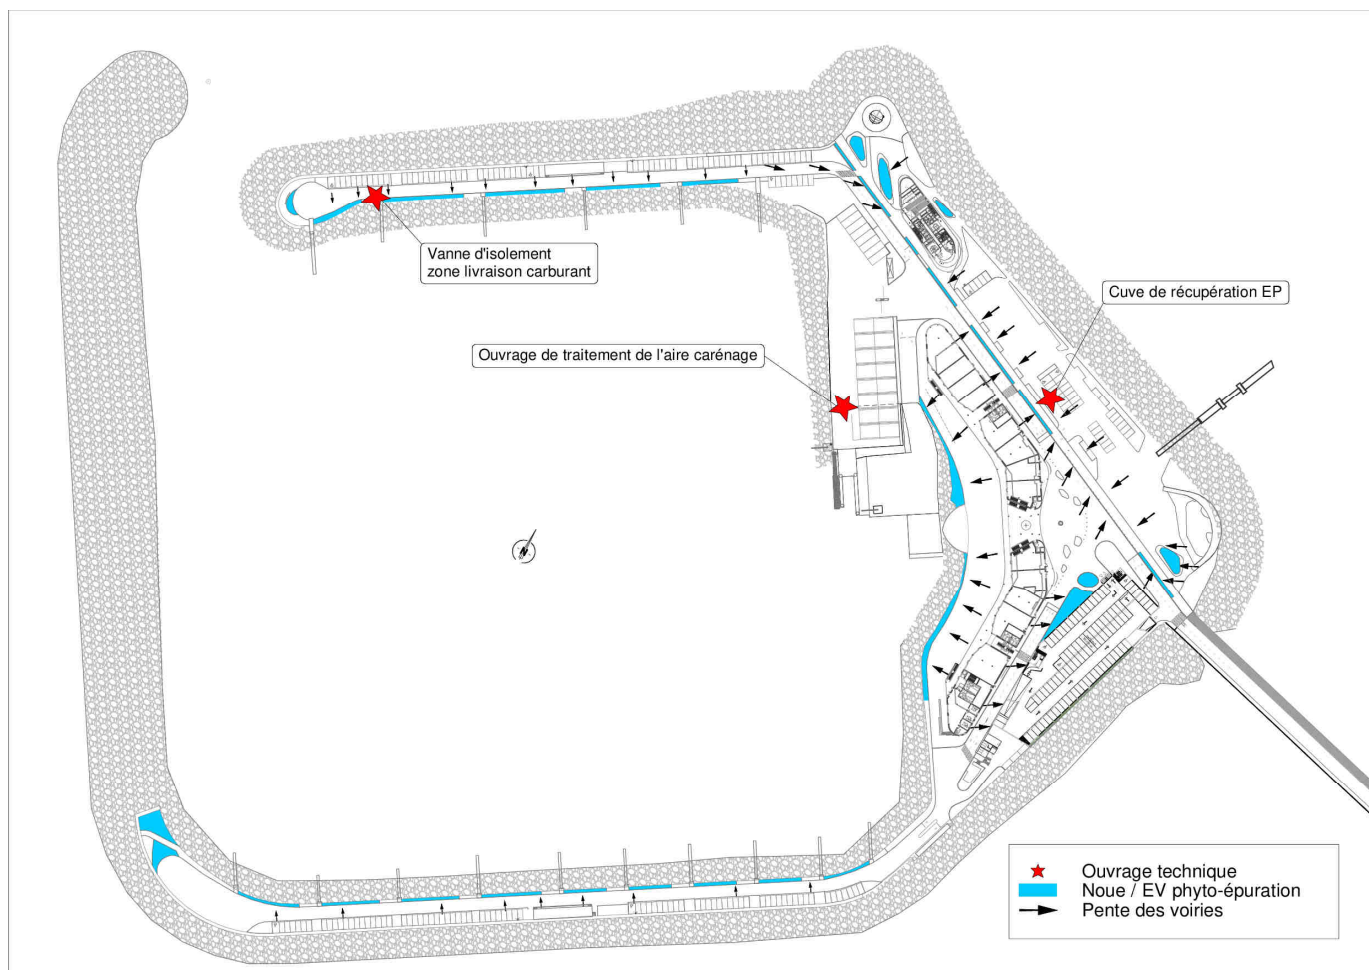 Vanne d'isolement
zone livraison carburant
Cuve de récupération EP
Ouvrage de traitement de l'aire carénage
Ouvrage technique
Noue / EV phyto-épuration
Pente des voiries